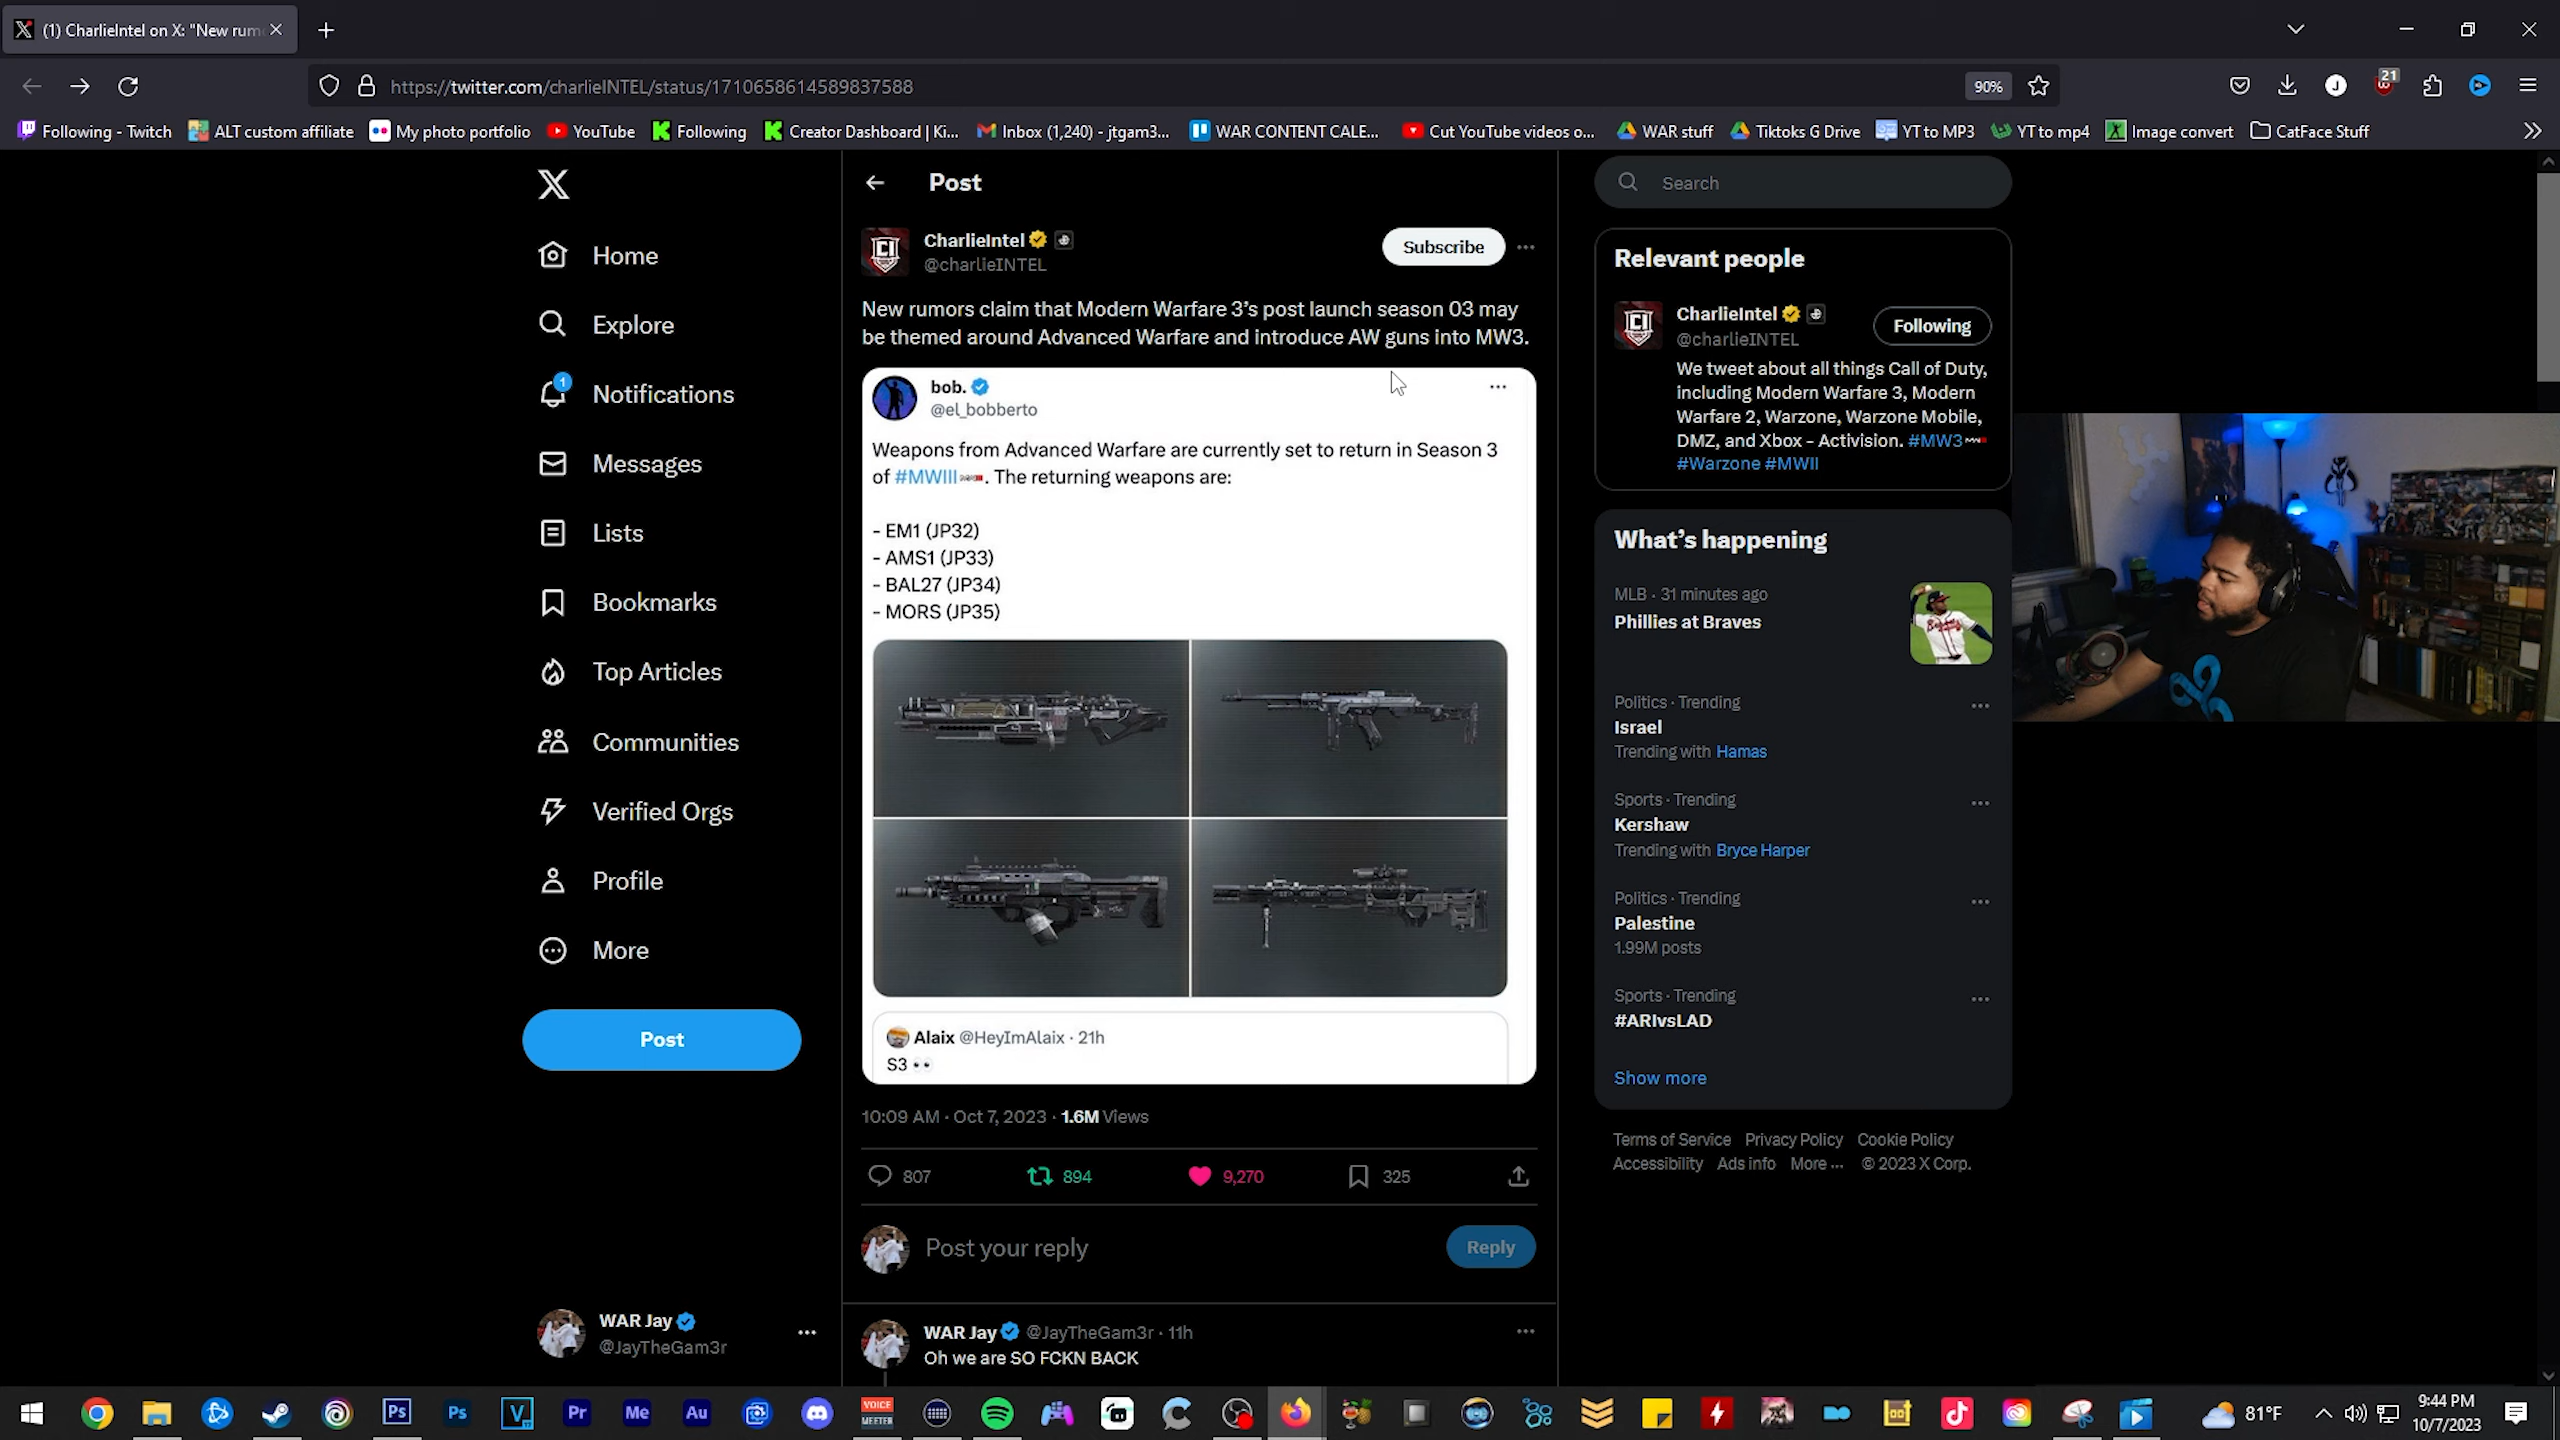 (1) CharlieIntel on X: "New rum
https://twitter.com/charlieINTEL/status/1710658614589837588
90%
21
Following - Twitch
ALT custom affiliate
My photo portfolio
YouTube
Following
Creator Dashboard | Ki...
Inbox (1,240) - jtgam3...
WAR CONTENT CALE...
Cut YouTube videos o...
WAR stuff
Tiktoks G Drive
YT to MP3
YT to mp4
Image convert
CatFace Stuff
Home
Explore
1
Notifications
Messages
Lists
Bookmarks
Top Articles
Communities
Verified Orgs
Profile
More
Post
WAR Jay
@JayTheGam3r
Post
CharlieIntel
@charlieINTEL
Subscribe
New rumors claim that Modern Warfare 3's post launch season 03 may
be themed around Advanced Warfare and introduce AW guns into MW3.
bob.
@el_bobberto
Weapons from Advanced Warfare are currently set to return in Season 3
of #MWIII. The returning weapons are:
- EM1 (JP32)
- AMS1 (JP33)
- BAL27 (JP34)
- MORS (JP35)
Alaix @HeyImAlaix · 21h
S3 👀
10:09 AM · Oct 7, 2023 · 1.6M Views
807
894
9,270
325
Post your reply
Reply
WAR Jay @JayTheGam3r · 11h
Oh we are SO FCKN BACK
Search
Relevant people
CharlieIntel
@charlieINTEL
Following
We tweet about all things Call of Duty,
including Modern Warfare 3, Modern
Warfare 2, Warzone, Warzone Mobile,
DMZ, and Xbox - Activision. #MW3
#Warzone #MWII
What's happening
MLB · 31 minutes ago
Phillies at Braves
Politics · Trending
Israel
Trending with Hamas
Sports · Trending
Kershaw
Trending with Bryce Harper
Politics · Trending
Palestine
1.99M posts
Sports · Trending
#ARIvsLAD
Show more
Terms of Service Privacy Policy Cookie Policy
Accessibility Ads info More ··· © 2023 X Corp.
Ps
Ps
V
Pr
Me
Au
VOICE
MEETER
81°F
9:44 PM
10/7/2023